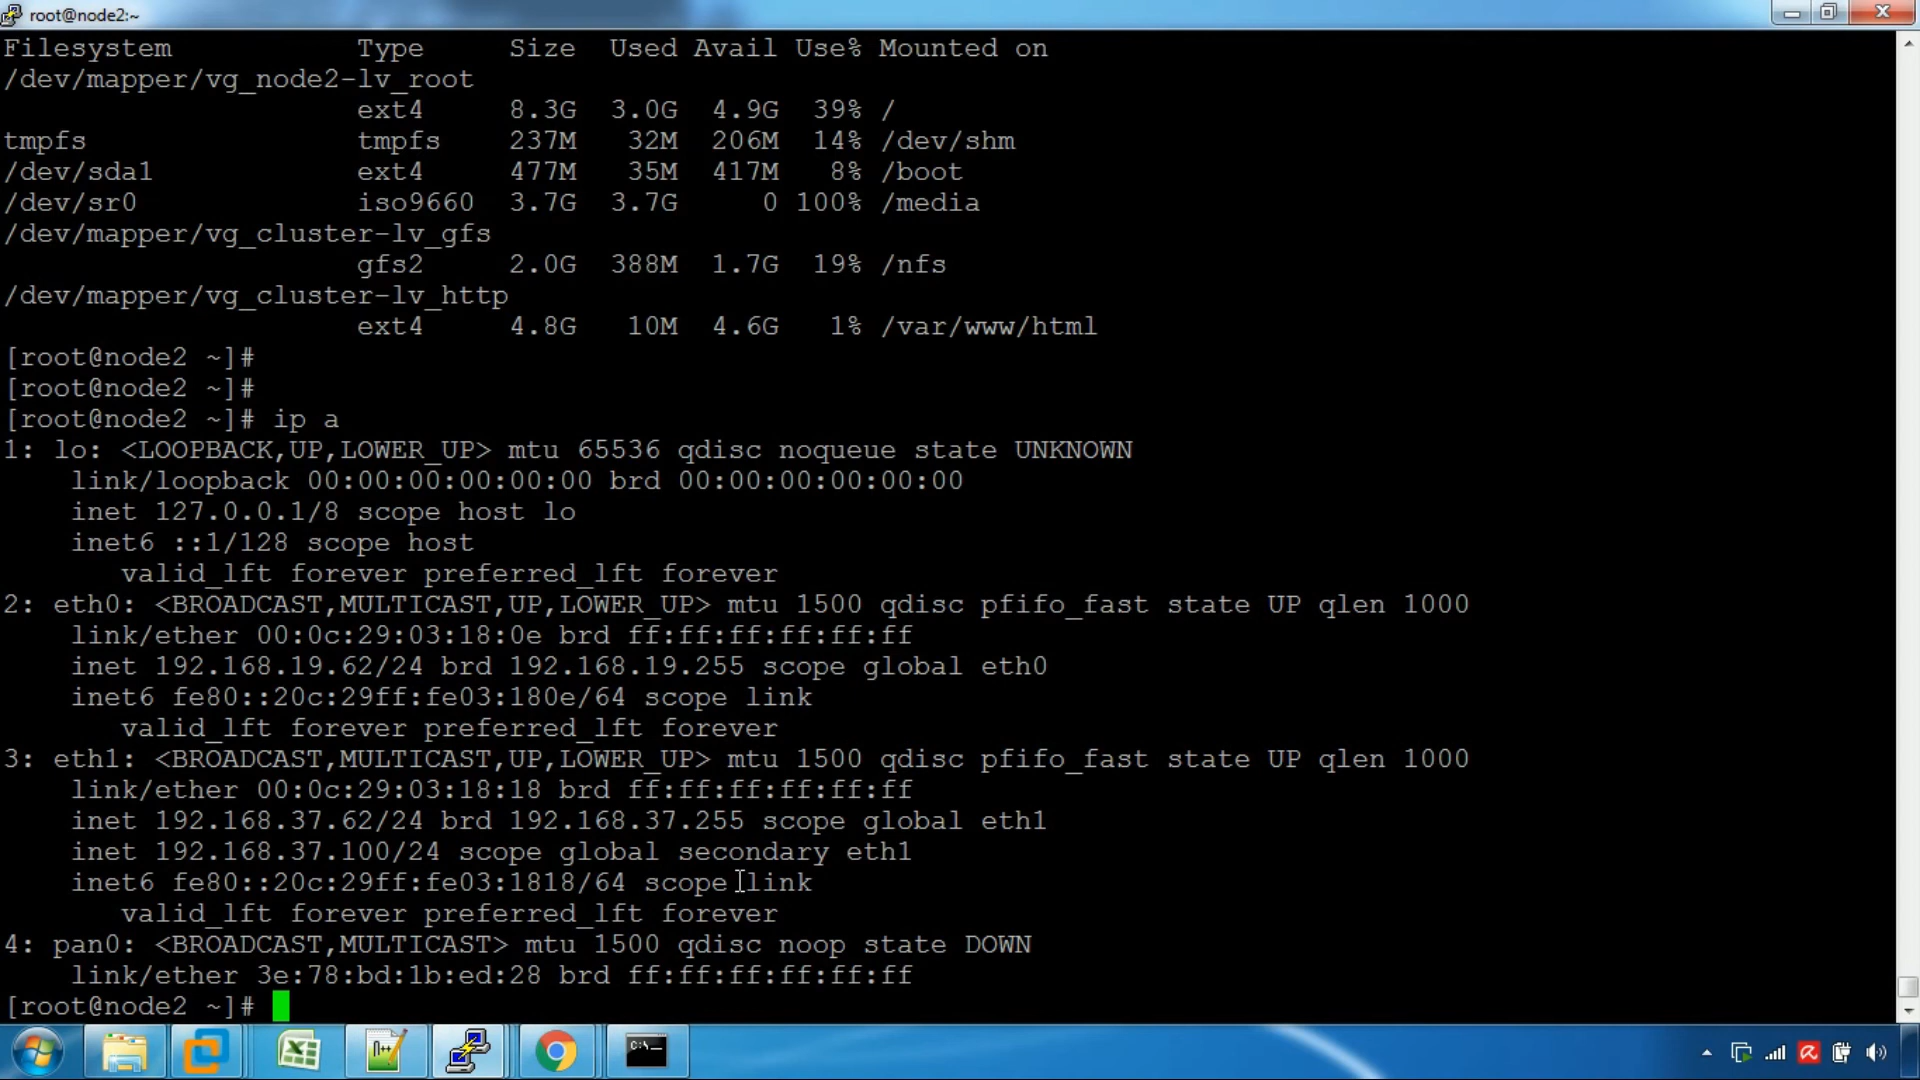 root@node2:~
Filesystem Type Size Used Avail Use% Mounted on
/dev/mapper/vg_node2-lv_root
ext4 8.3G 3.0G 4.9G 39% /
tmpfs tmpfs 237M 32M 206M 14% /dev/shm
/dev/sda1 ext4 477M 35M 417M 8% /boot
/dev/sr0 iso9660 3.7G 3.7G 0 100% /media
/dev/mapper/vg_cluster-lv_gfs
gfs2 2.0G 388M 1.7G 19% /nfs
/dev/mapper/vg_cluster-lv_http
ext4 4.8G 10M 4.6G 1% /var/www/html
[root@node2 ~]#
[root@node2 ~]#
[root@node2 ~]# ip a
1: lo: <LOOPBACK,UP,LOWER_UP> mtu 65536 qdisc noqueue state UNKNOWN
link/loopback 00:00:00:00:00:00 brd 00:00:00:00:00:00
inet 127.0.0.1/8 scope host lo
inet6 ::1/128 scope host
valid_lft forever preferred_lft forever
2: eth0: <BROADCAST,MULTICAST,UP,LOWER_UP> mtu 1500 qdisc pfifo_fast state UP qlen 1000
link/ether 00:0c:29:03:18:0e brd ff:ff:ff:ff:ff:ff
inet 192.168.19.62/24 brd 192.168.19.255 scope global eth0
inet6 fe80::20c:29ff:fe03:180e/64 scope link
valid_lft forever preferred_lft forever
3: eth1: <BROADCAST,MULTICAST,UP,LOWER_UP> mtu 1500 qdisc pfifo_fast state UP qlen 1000
link/ether 00:0c:29:03:18:18 brd ff:ff:ff:ff:ff:ff
inet 192.168.37.62/24 brd 192.168.37.255 scope global eth1
inet 192.168.37.100/24 scope global secondary eth1
inet6 fe80::20c:29ff:fe03:1818/64 scope link
valid_lft forever preferred_lft forever
4: pan0: <BROADCAST,MULTICAST> mtu 1500 qdisc noop state DOWN
link/ether 3e:78:bd:1b:ed:28 brd ff:ff:ff:ff:ff:ff
[root@node2 ~]#